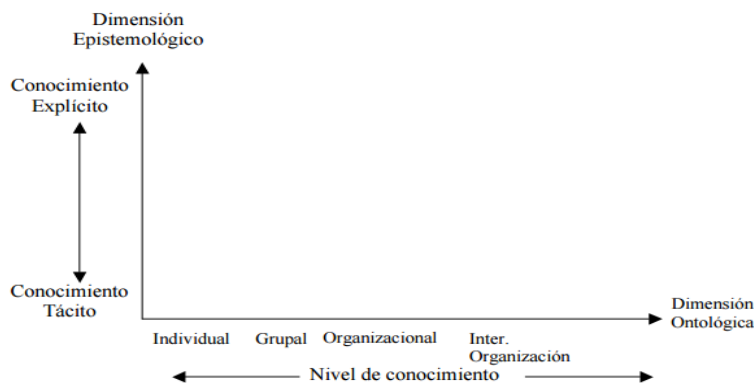 Dimensión
Epistemológico
Conocimiento
Explícito
Conocimiento
Tácito
Dimensión
Ontológica
Individual Grupal Organizacional Inter.
Organización
Nivel de conocimiento